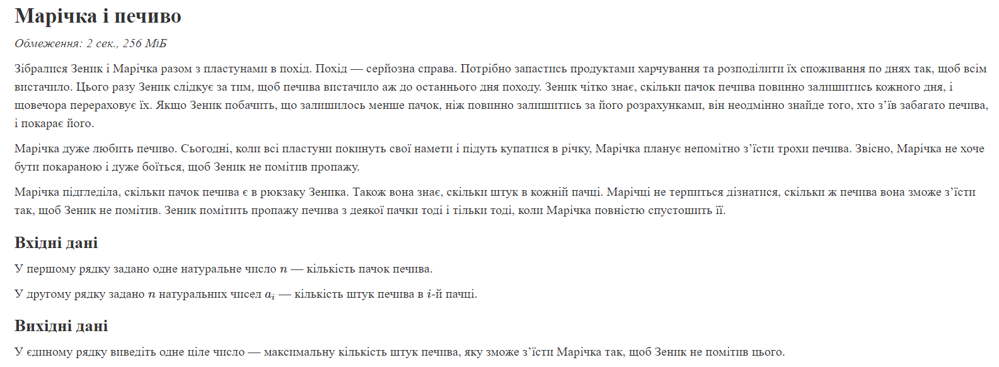 Марічка і печиво
Обмеження: 2 сек., 256 МіБ
Зібралися Зеник і Марічка разом з пластунами в похід. Похід — серйозна справа. Потрібно запастись продуктами харчування та розподілити їх споживання по днях так, щоб всім
вистачило. Цього разу Зеник слідкує за тим, щоб печива вистачило аж до останнього дня походу. Зеник чітко знає, скільки пачок печива повинно залишитись кожного дня, і
щовечора перераховує їх. Якщо Зеник побачить, що залишилось менше пачок, ніж повинно залишитись за його розрахунками, він неодмінно знайде того, хто з’їв забагато печива,
і покарає його.
Марічка дуже любить печиво. Сьогодні, коли всі пластуни покинуть свої намети і підуть купатися в річку, Марічка планує непомітно з’їсти трохи печива. Звісно, Марічка не хоче
бути покараною і дуже боїться, щоб Зеник не помітив пропажу.
Марічка підгледіла, скільки пачок печива є в рюкзаку Зеника. Також вона знає, скільки штук в кожній пачці. Марічці не терпиться дізнатися, скільки ж печива вона зможе з’їсти
так, щоб Зеник не помітив. Зеник помітить пропажу печива з деякої пачки тоді і тільки тоді, коли Марічка повністю спустошить її.
Вхідні дані
У першому рядку задано одне натуральне число n — кількість пачок печива.
У другому рядку задано n натуральних чисел aᵢ — кількість штук печива в i-й пачці.
Вихідні дані
У єдиному рядку виведіть одне ціле число — максимальну кількість штук печива, яку зможе з’їсти Марічка так, щоб Зеник не помітив цього.